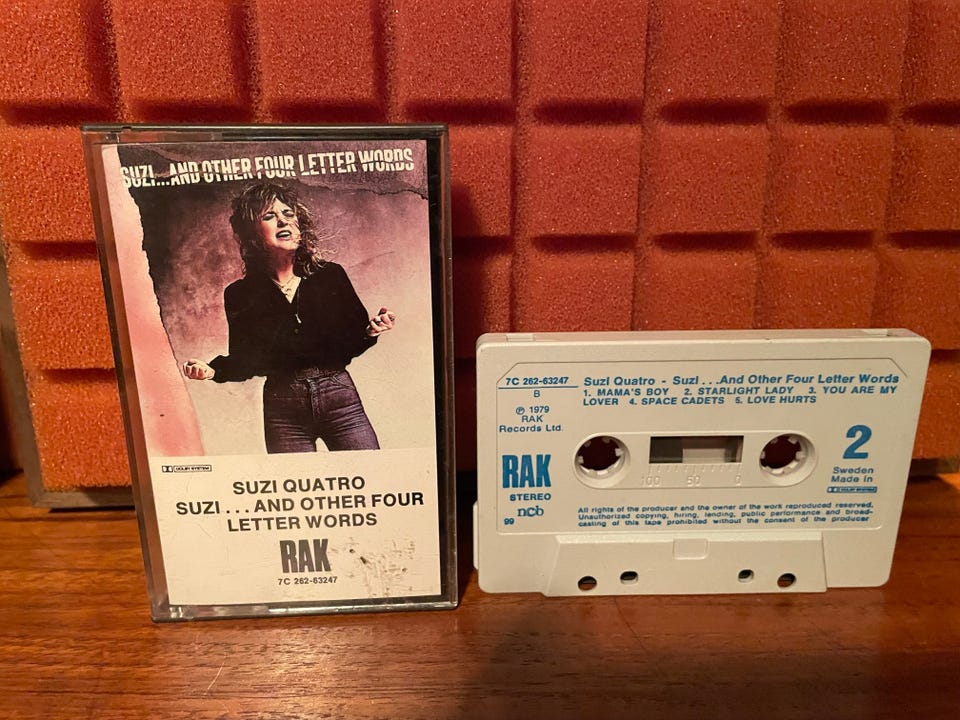 SUZI...AND OTHER FOUR LETTER WORDS
DOLBY SYSTEM
SUZI QUATRO
SUZI...AND OTHER FOUR
LETTER WORDS
RAK
7C 262-63247
7C 262-63247
B
℗ 1979
RAK
Records Ltd.
RAK
STEREO
ncb
99
Suzi Quatro - Suzi...And Other Four Letter Words
1. MAMA'S BOY 2. STARLIGHT LADY 3. YOU ARE MY
LOVER 4. SPACE CADETS 5. LOVE HURTS
100 50 0
2
Sweden
Made in
DOLBY SYSTEM
All rights of the producer and the owner of the work reproduced reserved.
Unauthorized copying, hiring, lending, public performance and broad-
casting of this tape prohibited without the consent of the producer